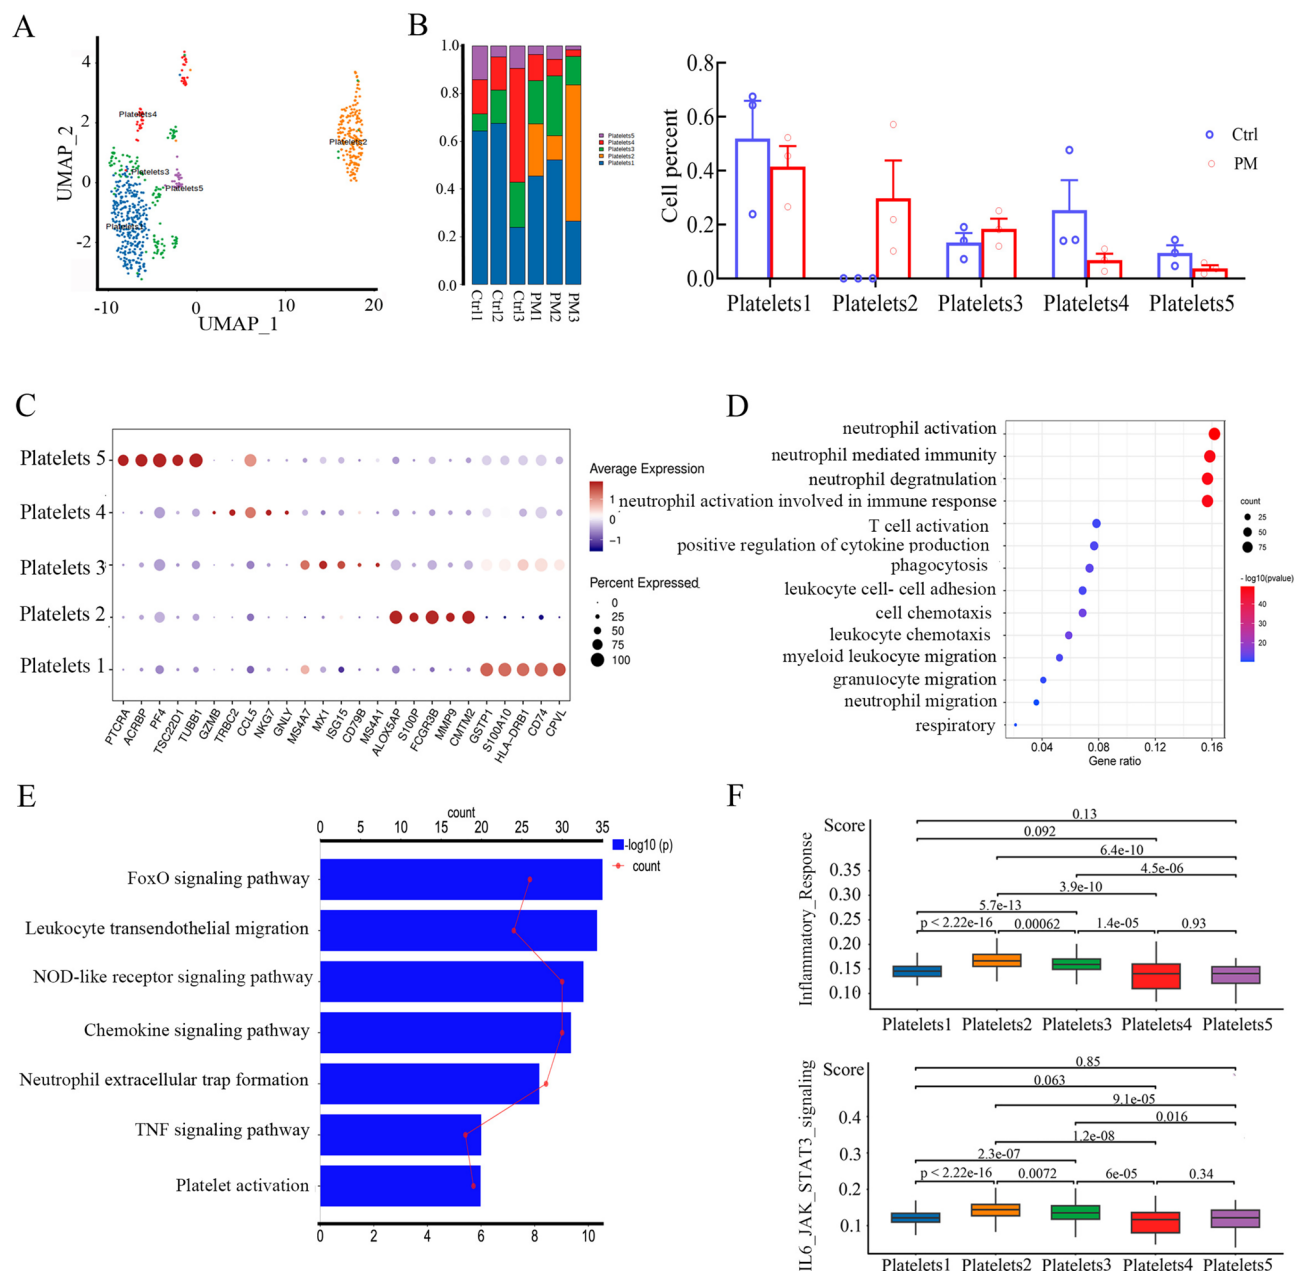 A
UMAP_2
4
2
0
-2
-10
0
10
20
UMAP_1
Platelets4
Platelets2
Platelets3
Platelets5
Platelets1
B
1.0
0.8
0.6
0.4
0.2
0.0
Ctrl1
Ctrl2
Ctrl3
PM1
PM2
PM3
Platelets5
Platelets4
Platelets3
Platelets2
Platelets1
Cell percent
0.8
0.6
0.4
0.2
0.0
Platelets1
Platelets2
Platelets3
Platelets4
Platelets5
Ctrl
PM
C
Platelets 5
Platelets 4
Platelets 3
Platelets 2
Platelets 1
PTCRA
ACRBP
PF4
TSC22D1
TUBB1
GZMB
TRBC2
CCL5
NKG7
GNLY
MS4A7
MX1
ISG15
CD79B
MS4A1
ALOX5AP
S100P
FCGR3B
MMP9
CMTM2
GSTP1
S100A10
HLA-DRB1
CD74
CPVL
Average Expression
1
0
-1
Percent Expressed
0
25
50
75
100
D
neutrophil activation
neutrophil mediated immunity
neutrophil degratnulation
neutrophil activation involved in immune response
T cell activation
positive regulation of cytokine production
phagocytosis
leukocyte cell- cell adhesion
cell chemotaxis
leukocyte chemotaxis
myeloid leukocyte migration
granulocyte migration
neutrophil migration
respiratory
0.04
0.08
0.12
0.16
Gene ratio
count
25
50
75
- log10(pvalue)
40
30
20
E
count
0 5 10 15 20 25 30 35
-log10 (p)
count
FoxO signaling pathway
Leukocyte transendothelial migration
NOD-like receptor signaling pathway
Chemokine signaling pathway
Neutrophil extracellular trap formation
TNF signaling pathway
Platelet activation
0 2 4 6 8 10
F
Score
Inflammatory_Response
0.35
0.30
0.25
0.20
0.15
0.10
0.13
0.092
6.4e-10
4.5e-06
3.9e-10
5.7e-13
p < 2.22e-16
0.00062
1.4e-05
0.93
Platelets1 Platelets2 Platelets3 Platelets4 Platelets5
Score
IL6_JAK_STAT3_signaling
0.4
0.3
0.2
0.1
0.85
0.063
9.1e-05
0.016
1.2e-08
2.3e-07
p < 2.22e-16
0.0072
6e-05
0.34
Platelets1 Platelets2 Platelets3 Platelets4 Platelets5